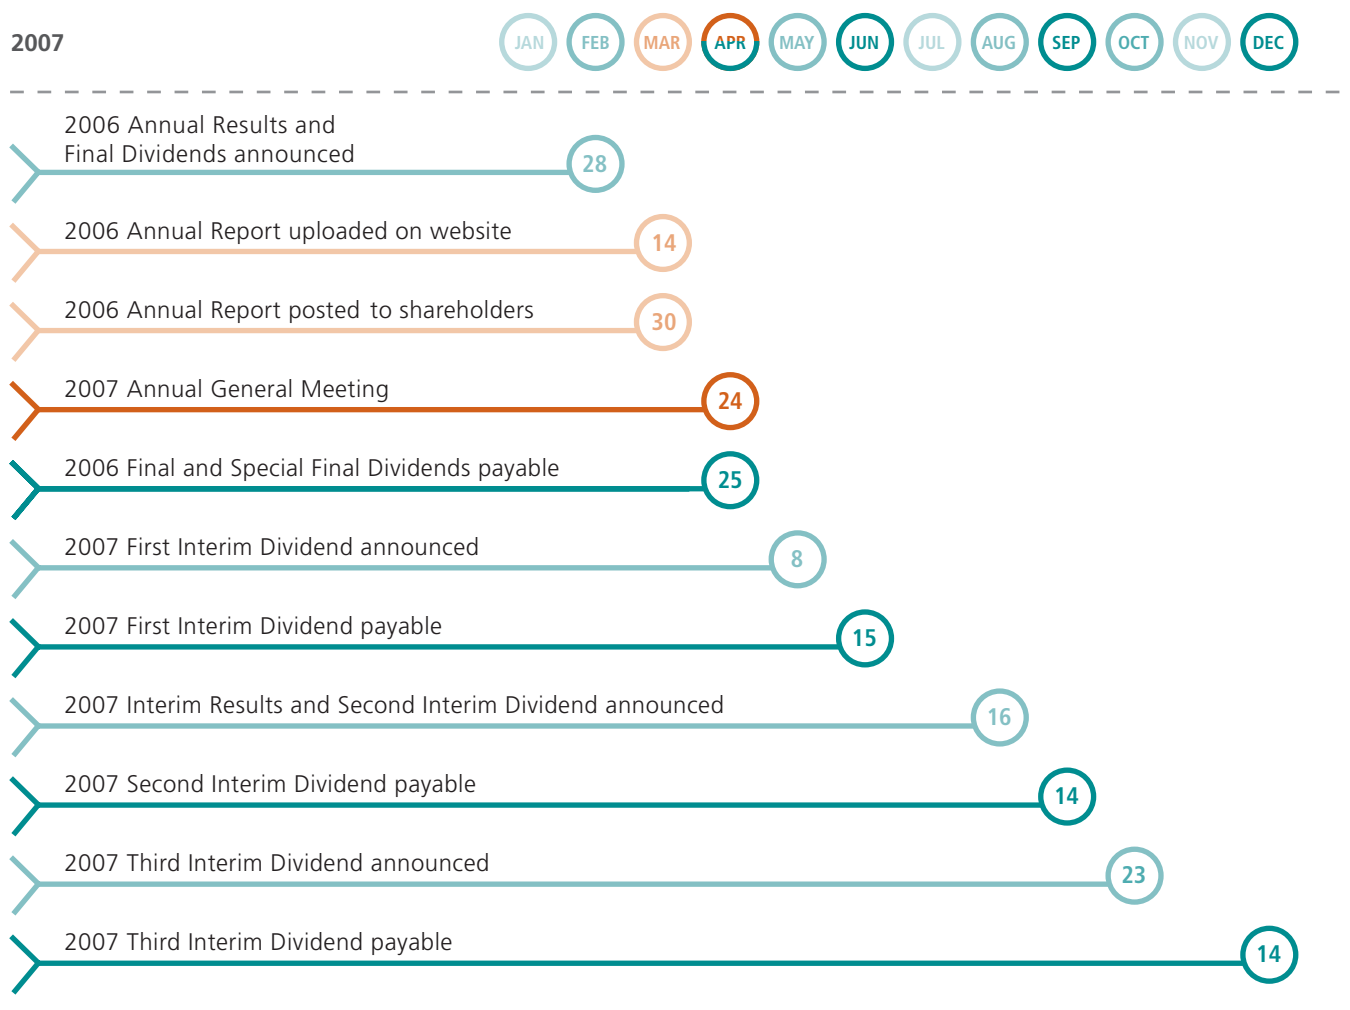 2007 JAN FEB MAR APR MAY JUN JUL AUG SEP OCT NOV DEC
2006 Annual Results and
Final Dividends announced 28
2006 Annual Report uploaded on website 14
2006 Annual Report posted to shareholders 30
2007 Annual General Meeting 24
2006 Final and Special Final Dividends payable 25
2007 First Interim Dividend announced 8
2007 First Interim Dividend payable 15
2007 Interim Results and Second Interim Dividend announced 16
2007 Second Interim Dividend payable 14
2007 Third Interim Dividend announced 23
2007 Third Interim Dividend payable 14